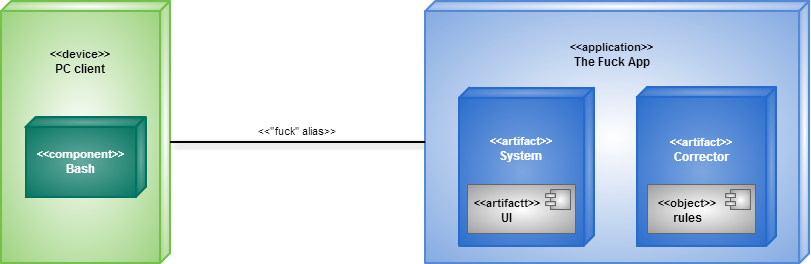 <<device>>
PC client
<<component>>
Bash
<<"fuck" alias>>
<<application>>
The Fuck App
<<artifact>>
System
<<artifactt>>
UI
<<artifact>>
Corrector
<<object>>
rules